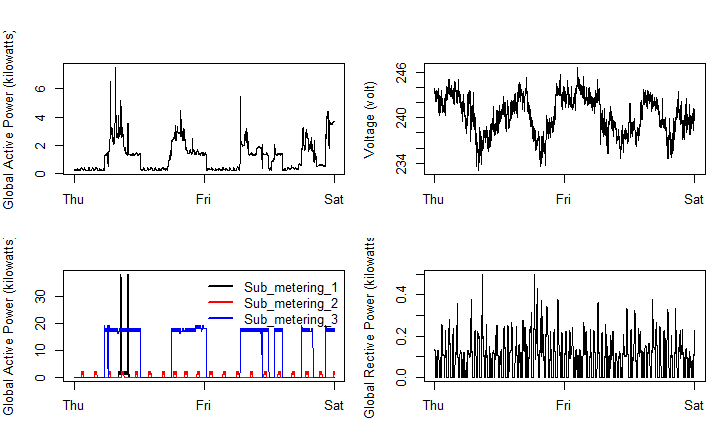 Global Active Power (kilowatts)
0 2 4 6
Thu Fri Sat
Voltage (volt)
234 240 246
Thu Fri Sat
Global Active Power (kilowatts)
0 10 20 30
Thu Fri Sat
Sub_metering_1
Sub_metering_2
Sub_metering_3
Global Rective Power (kilowatts)
0.0 0.2 0.4
Thu Fri Sat